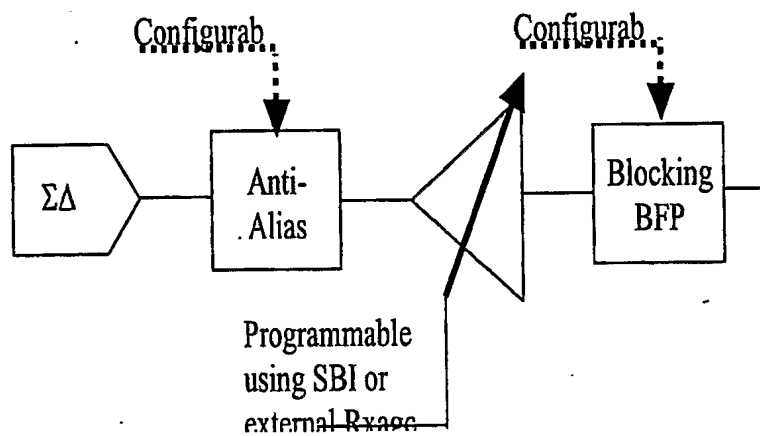 Configurab
Configurab
ΣΔ
Anti-
Alias
Blocking
BFP
Programmable
using SBI or
external Rxagc